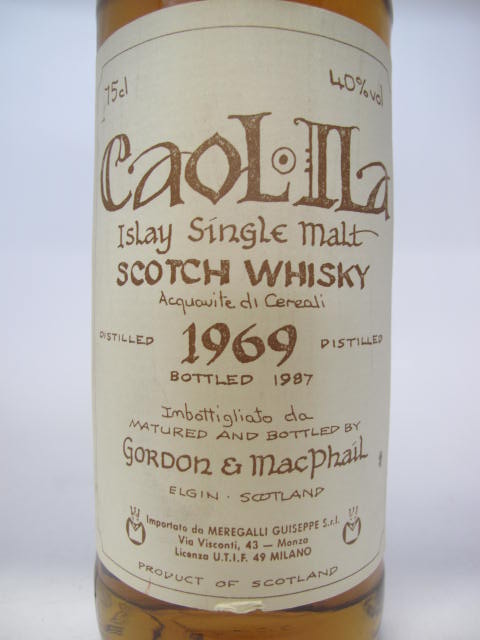 75cl 40% vol
Caol·Ila
Islay Single Malt
SCOTCH WHISKY
Acquavite di Cereali
DISTILLED 1969 DISTILLED
BOTTLED 1987
Imbottigliato da
MATURED AND BOTTLED BY
GORDON & MacPhail
ELGIN · SCOTLAND
Importato da MEREGALLI GUISEPPE S.r.l.
Via Visconti, 43 — Monza
Licenza U.T.I.F. 49 MILANO
PRODUCT OF SCOTLAND